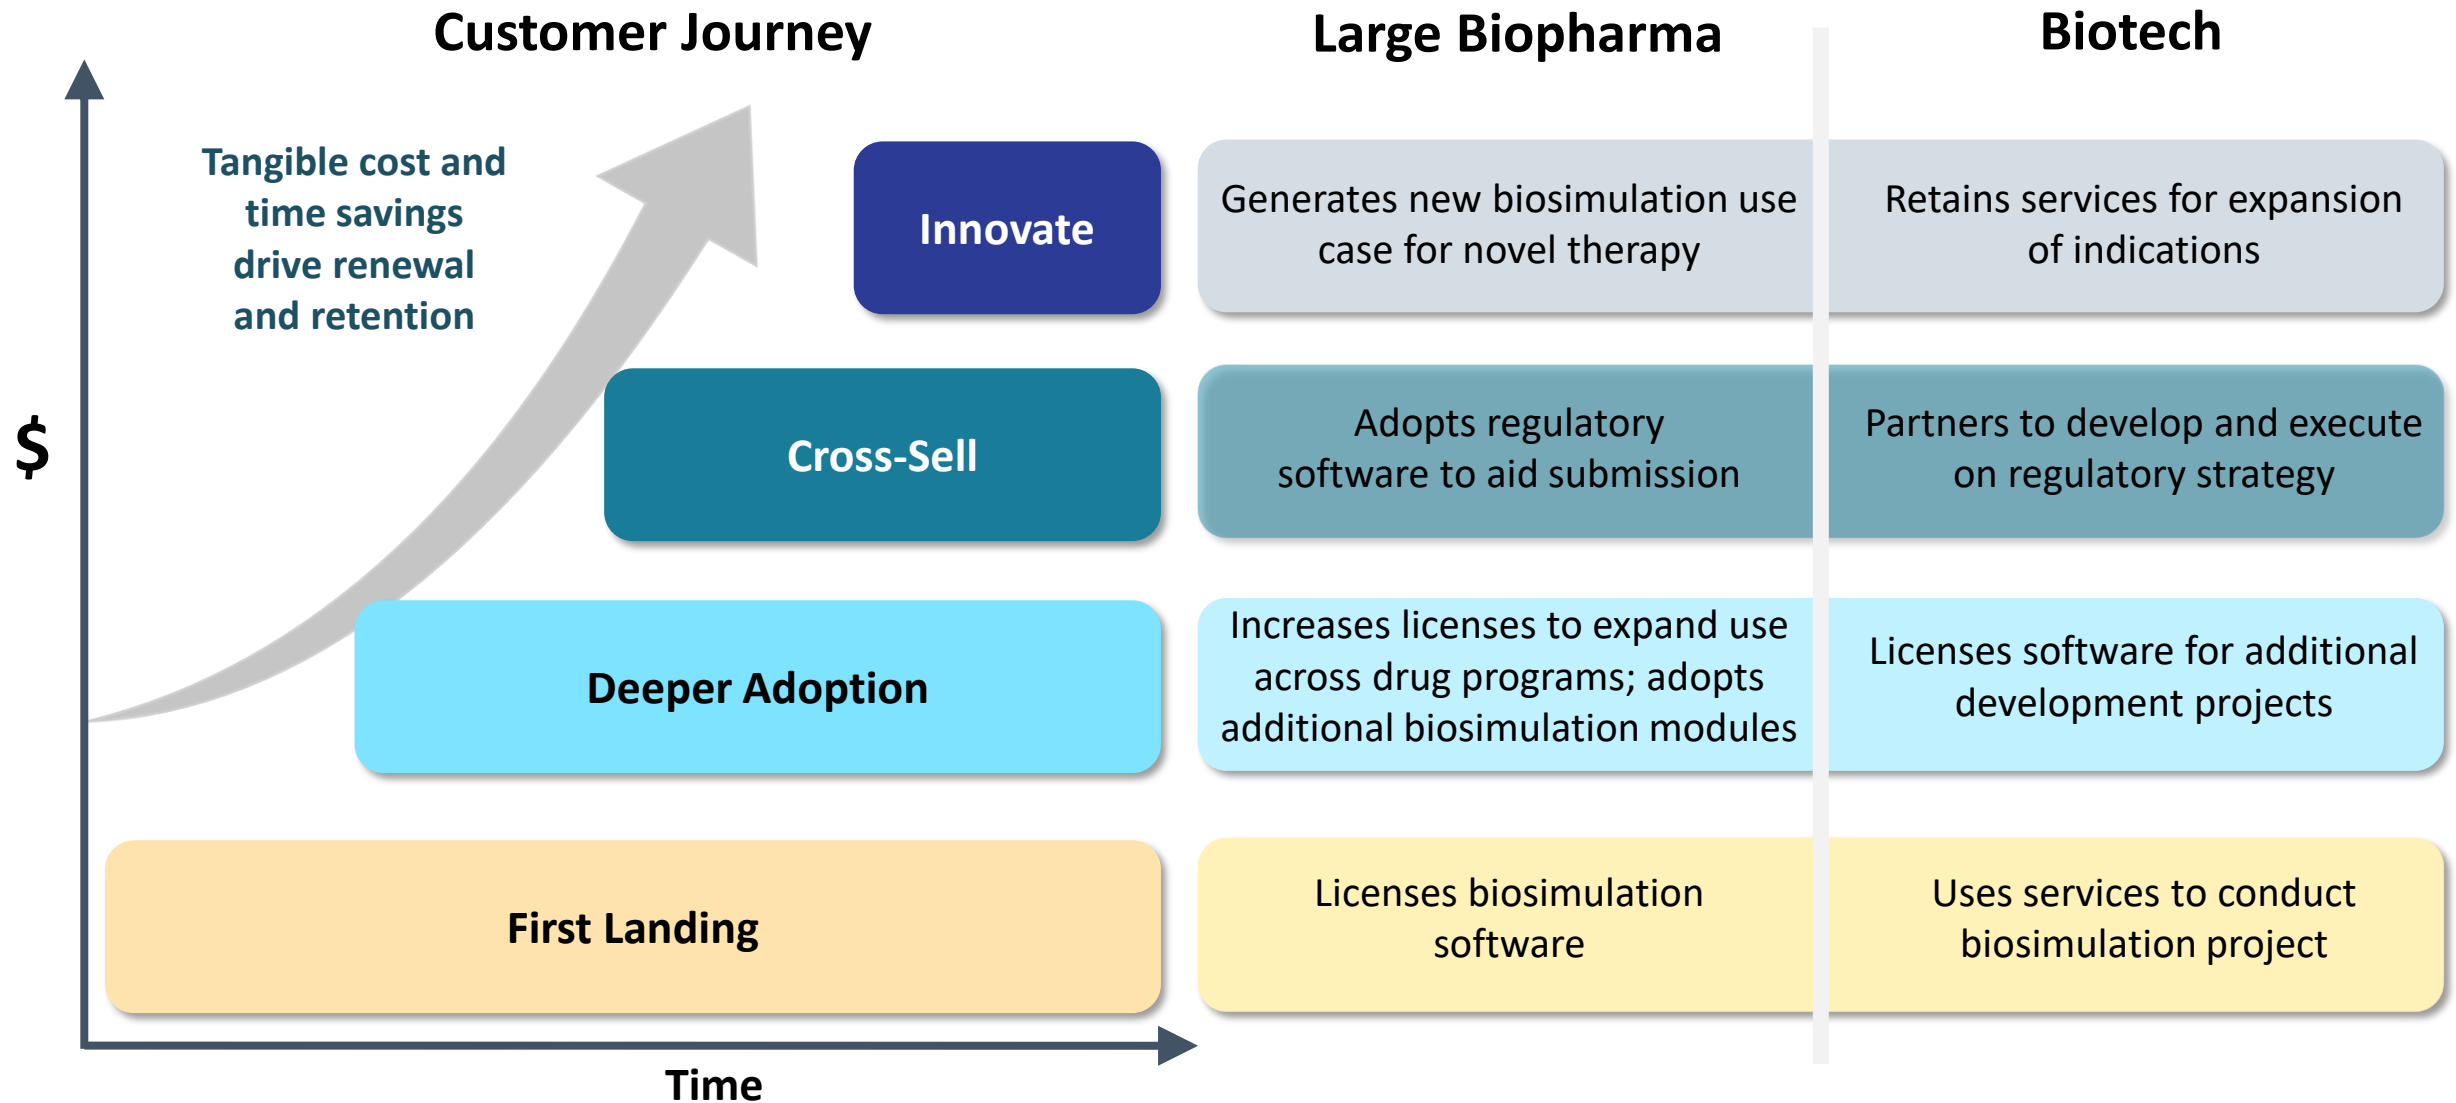 Customer Journey
Large Biopharma
Biotech
Tangible cost and
time savings
drive renewal
and retention
$
Innovate
Generates new biosimulation use
case for novel therapy
Retains services for expansion
of indications
Cross-Sell
Adopts regulatory
software to aid submission
Partners to develop and execute
on regulatory strategy
Deeper Adoption
Increases licenses to expand use
across drug programs; adopts
additional biosimulation modules
Licenses software for additional
development projects
First Landing
Licenses biosimulation
software
Uses services to conduct
biosimulation project
Time